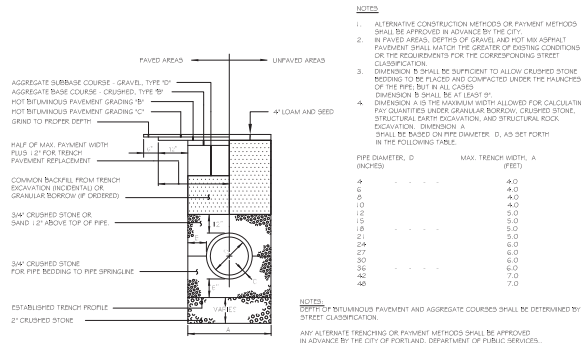 PAVED AREAS
UNPAVED AREAS
AGGREGATE SUBBASE COURSE - GRAVEL, TYPE "D"
AGGREGATE BASE COURSE - CRUSHED, TYPE "B"
HOT BITUMINOUS PAVEMENT GRADING "B"
HOT BITUMINOUS PAVEMENT GRADING "C"
GRIND TO PROPER DEPTH
4" LOAM AND SEED
HALF OF MAX. PAYMENT WIDTH
PLUS 12" FOR TRENCH
PAVEMENT REPLACEMENT
6"
12"
COMMON BACKFILL FROM TRENCH
EXCAVATION (INCIDENTAL) OR
GRANULAR BORROW (IF ORDERED)
3/4" CRUSHED STONE OR
SAND 12" ABOVE TOP OF PIPE.
12"
B
3/4" CRUSHED STONE
FOR PIPE BEDDING TO PIPE SPRINGLINE
D
6"
ESTABLISHED TRENCH PROFILE
VARIES
2" CRUSHED STONE
A
NOTES
1. ALTERNATIVE CONSTRUCTION METHODS OR PAYMENT METHODS
SHALL BE APPROVED IN ADVANCE BY THE CITY.
2. IN PAVED AREAS, DEPTHS OF GRAVEL AND HOT MIX ASPHALT
PAVEMENT SHALL MATCH THE GREATER OF EXISTING CONDITIONS
OR THE REQUIREMENTS FOR THE CORRESPONDING STREET
CLASSIFICATION.
3. DIMENSION B SHALL BE SUFFICIENT TO ALLOW CRUSHED STONE
BEDDING TO BE PLACED AND COMPACTED UNDER THE HAUNCHES
OF THE PIPE; BUT IN ALL CASES
DIMENSION B SHALL BE AT LEAST 9".
4. DIMENSION A IS THE MAXIMUM WIDTH ALLOWED FOR CALCULATIN
PAY QUANTITIES UNDER GRANULAR BORROW, CRUSHED STONE,
STRUCTURAL EARTH EXCAVATION, AND STRUCTURAL ROCK
EXCAVATION. DIMENSION A
SHALL BE BASED ON PIPE DIAMETER D, AS SET FORTH
IN THE FOLLOWING TABLE.
PIPE DIAMETER, D MAX. TRENCH WIDTH, A
(INCHES) (FEET)
4 - - - - 4.0
6 4.0
8 4.0
10 4.0
12 5.0
15 5.0
18 - - - - 5.0
21 5.0
24 6.0
27 6.0
30 6.0
36 - - - - 6.0
42 7.0
48 7.0
NOTES:
DEPTH OF BITUMINOUS PAVEMENT AND AGGREGATE COURSES SHALL BE DETERMINED BY
STREET CLASSIFICATION.
ANY ALTERNATE TRENCHING OR PAYMENT METHODS SHALL BE APPROVED
IN ADVANCE BY THE CITY OF PORTLAND, DEPARTMENT OF PUBLIC SERVICES.